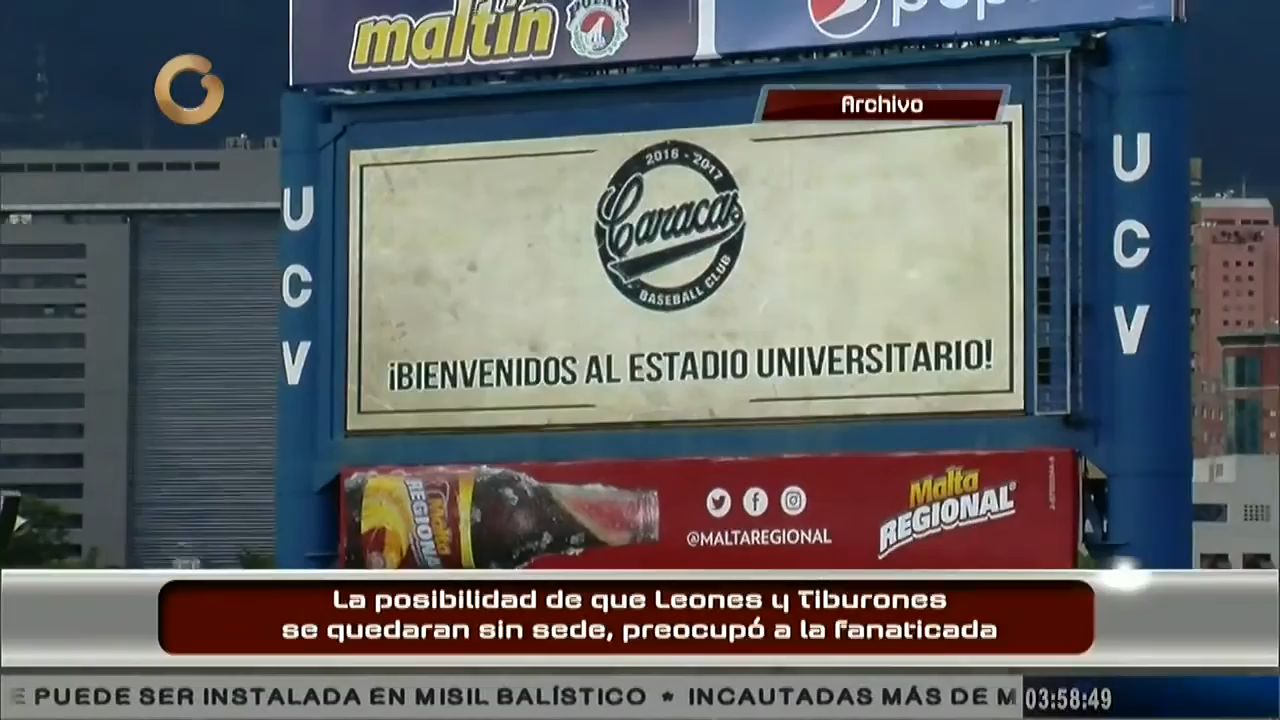 maltín
POLAR
pepsi
Archivo
2016 - 2017
Caracas
BASEBALL CLUB
¡BIENVENIDOS AL ESTADIO UNIVERSITARIO!
UCV
UCV
Malta
REGIONAL
@MALTAREGIONAL
Malta
REGIONAL
La posibilidad de que Leones y Tiburones
se quedaran sin sede, preocupó a la fanaticada
E PUEDE SER INSTALADA EN MISIL BALÍSTICO * INCAUTADAS MÁS DE M
03:58:49